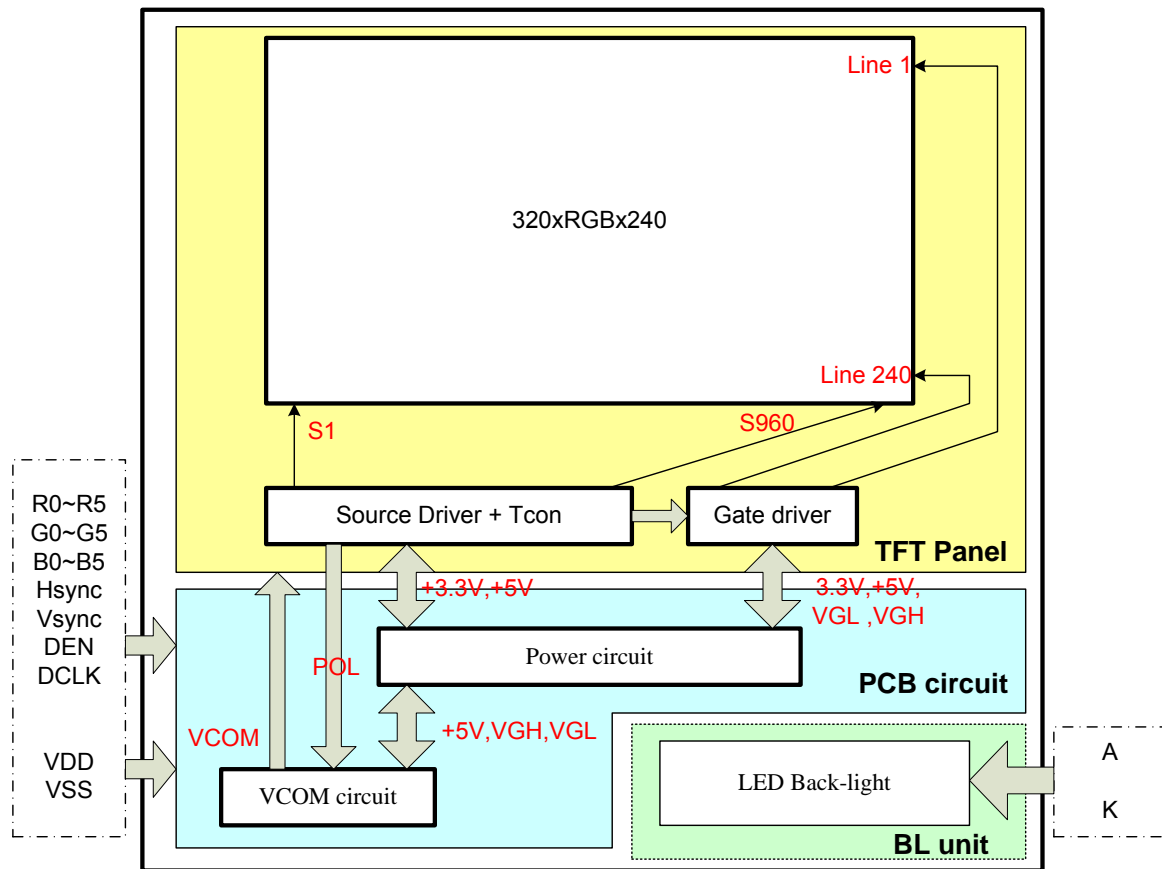 Line 1
320xRGBx240
Line 240
S1
S960
Source Driver + Tcon
Gate driver
TFT Panel
R0~R5
G0~G5
B0~B5
Hsync
Vsync
DEN
DCLK
VDD
VSS
+3.3V,+5V
3.3V,+5V,
VGL ,VGH
Power circuit
POL
PCB circuit
VCOM
+5V,VGH,VGL
VCOM circuit
LED Back-light
BL unit
A
K